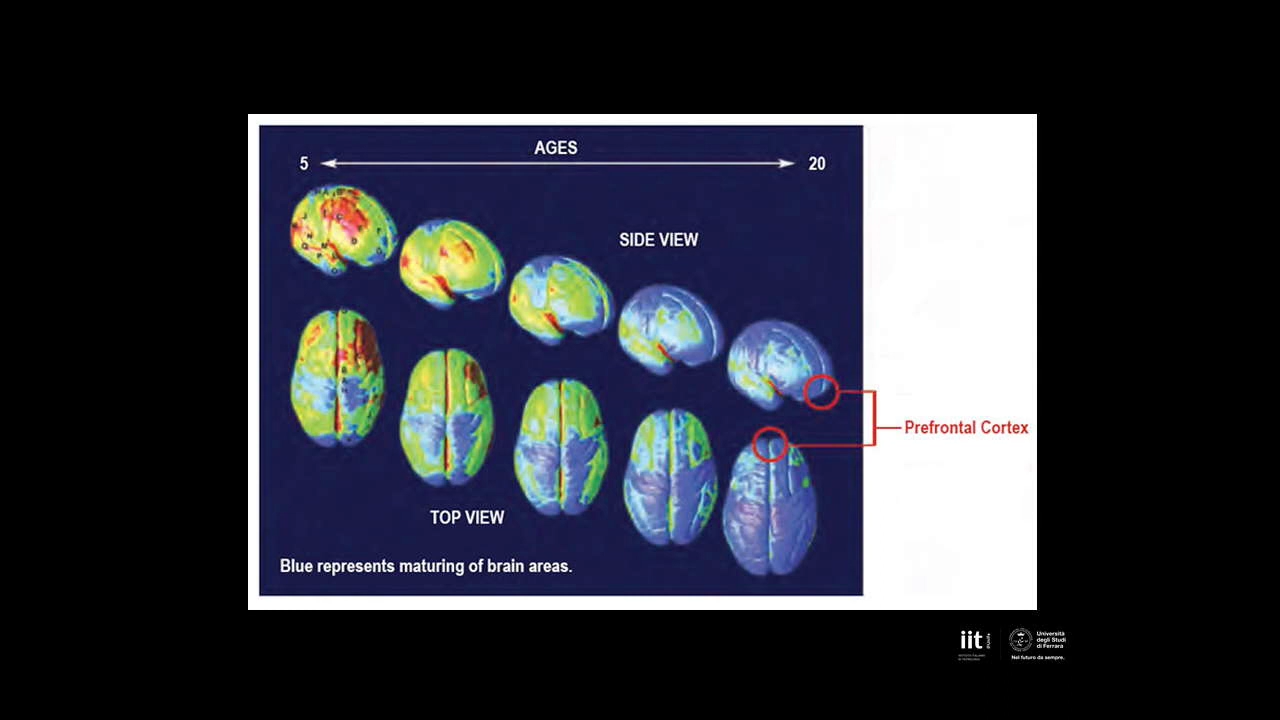 AGES
5
20
SIDE VIEW
Prefrontal Cortex
TOP VIEW
Blue represents maturing of brain areas.
iit
Università
degli Studi
di Ferrara
Nel futuro da sempre.